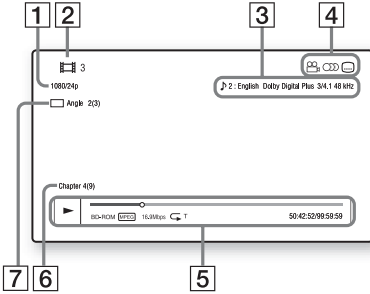 1 2 3 4
3
1080/24p
2 : English Dolby Digital Plus 3/4.1 48 kHz
Angle 2(3)
Chapter 4(9)
BD-ROM MPEG 16.9Mbps T 50:42:52/99:59:59
7 6 5